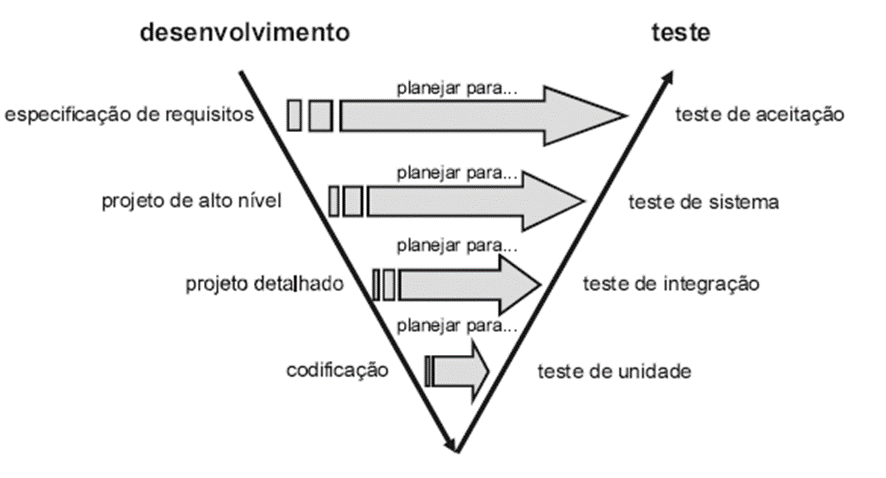 desenvolvimento
teste
planejar para...
especificação de requisitos
teste de aceitação
planejar para...
projeto de alto nível
teste de sistema
planejar para...
projeto detalhado
teste de integração
planejar para...
codificação
teste de unidade